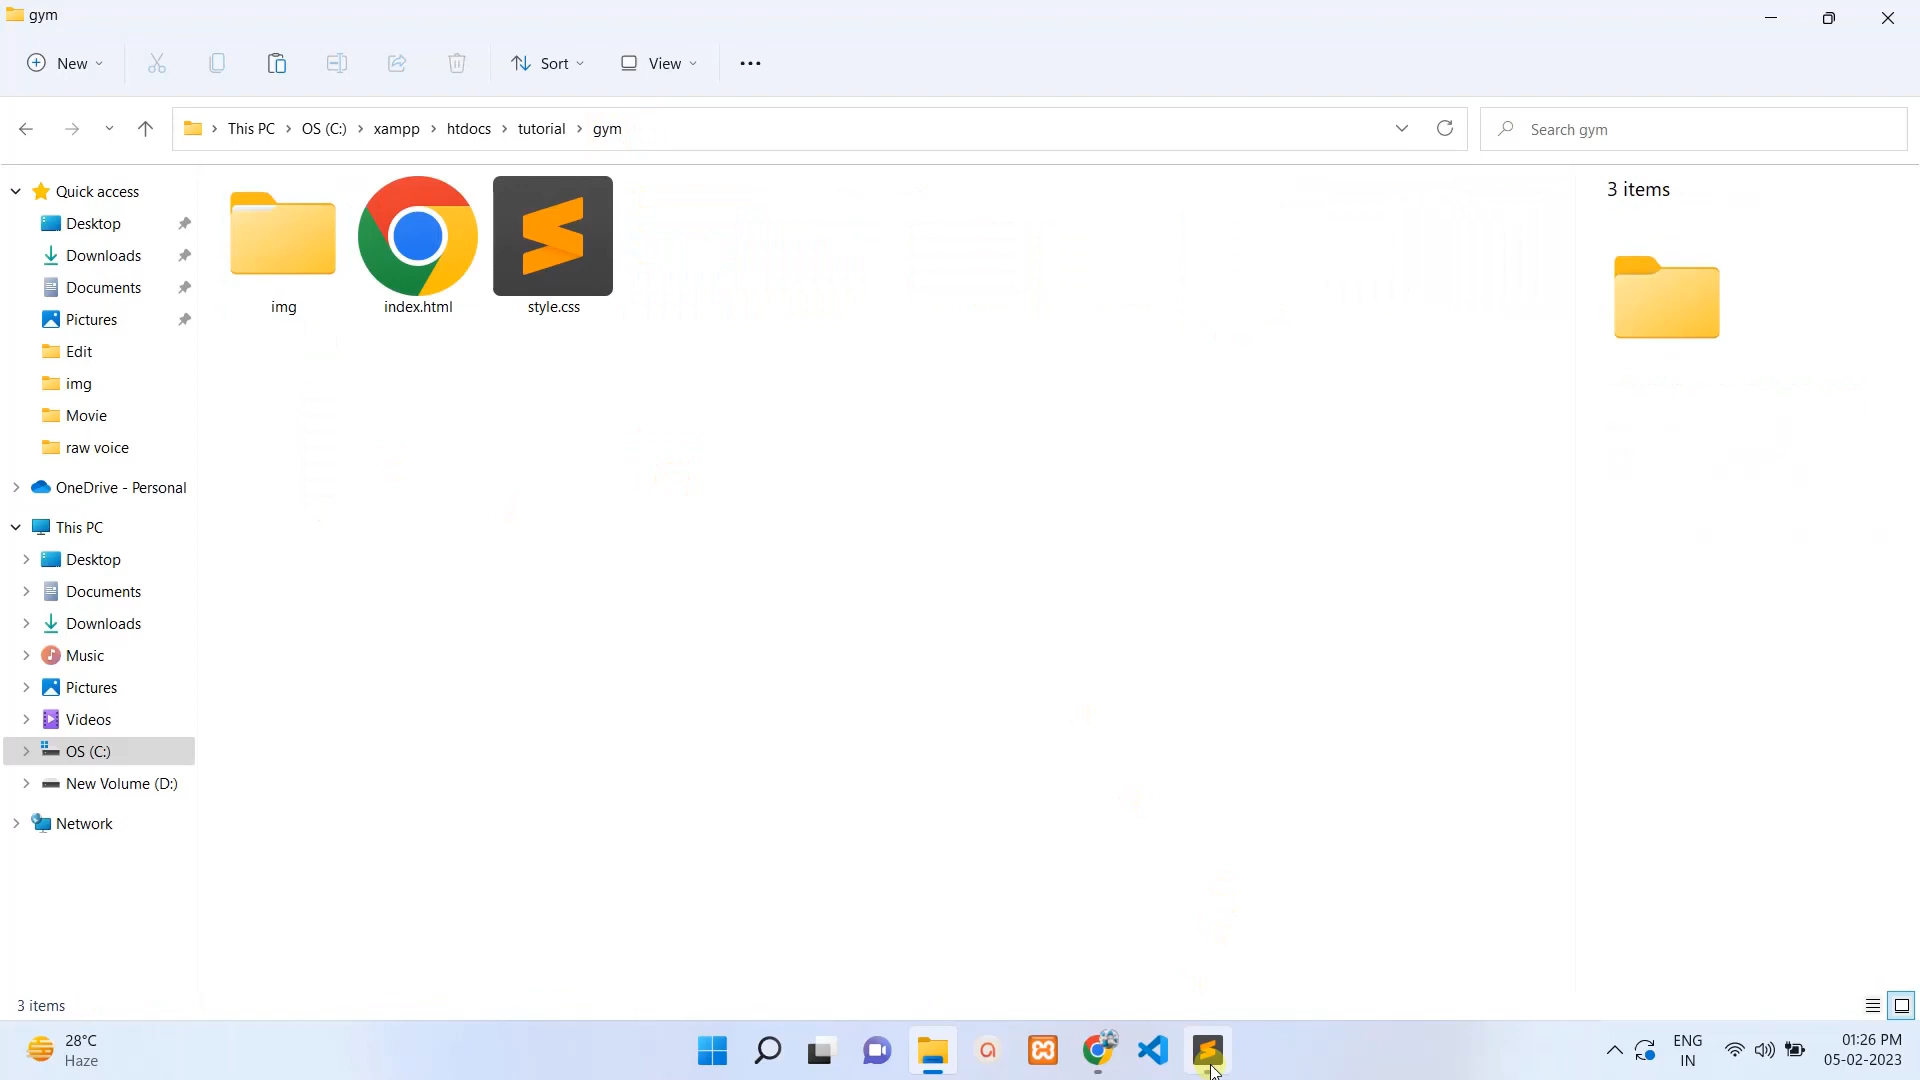 gym
New
Sort
View
This PC
OS (C:)
xampp
htdocs
tutorial
gym
Search gym
Quick access
Desktop
Downloads
Documents
Pictures
Edit
img
Movie
raw voice
OneDrive - Personal
This PC
Desktop
Documents
Downloads
Music
Pictures
Videos
OS (C:)
New Volume (D:)
Network
img
index.html
style.css
3 items
3 items
28°C
Haze
ENG
IN
01:26 PM
05-02-2023